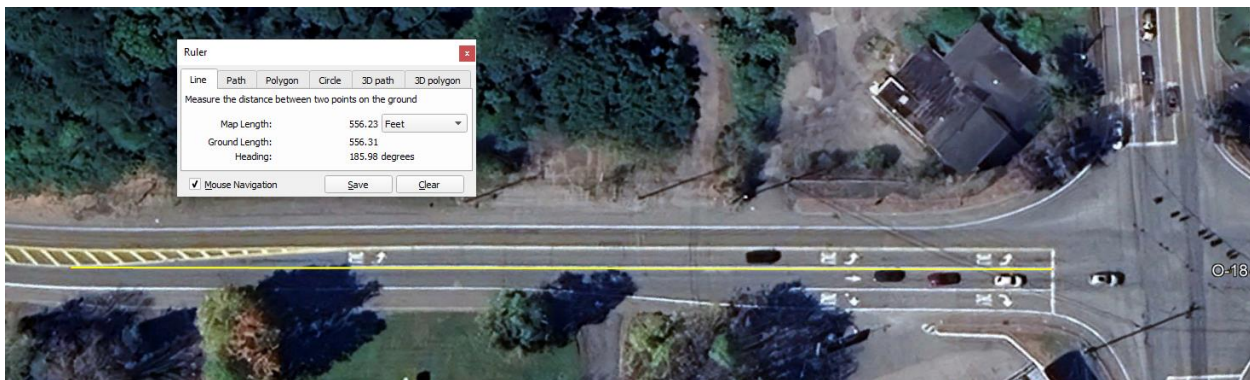 Ruler
x
Line Path Polygon Circle 3D path 3D polygon
Measure the distance between two points on the ground
Map Length: 556.23 Feet
Ground Length: 556.31
Heading: 185.98 degrees
Mouse Navigation Save Clear
O-18